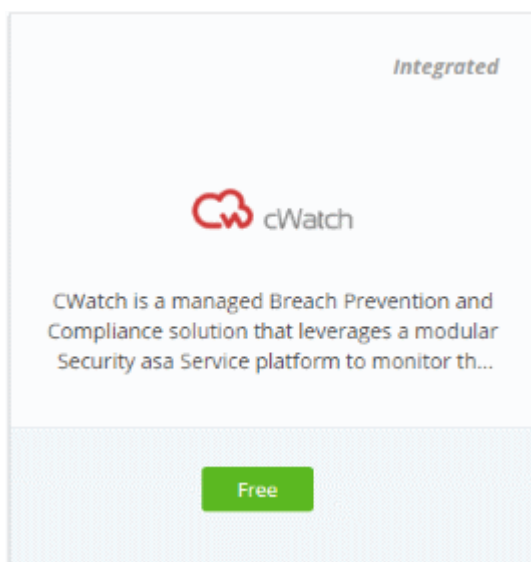 Integrated
cWatch
CWatch is a managed Breach Prevention and
Compliance solution that leverages a modular
Security asa Service platform to monitor th...
Free